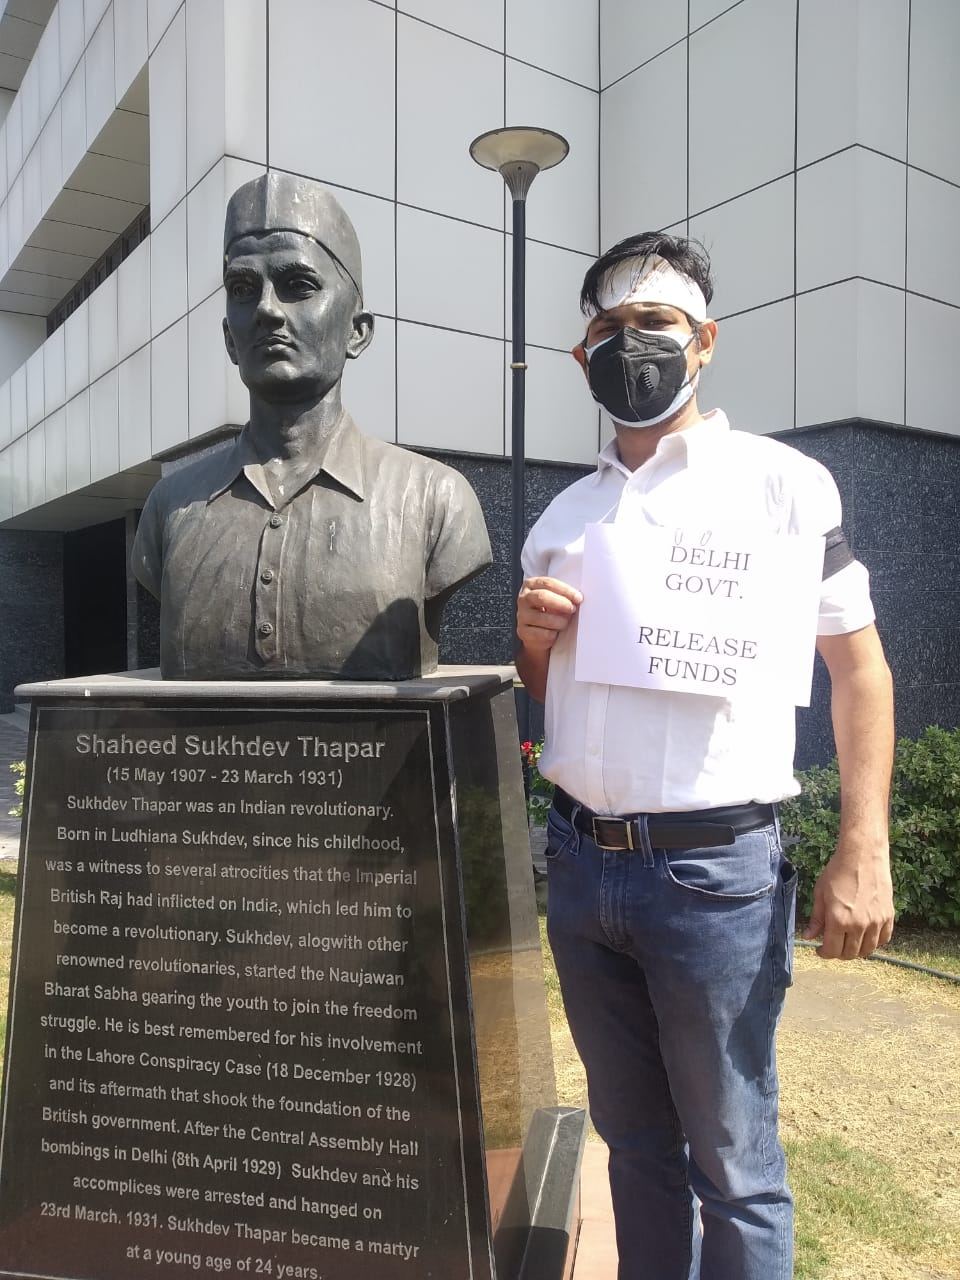 Shaheed Sukhdev Thapar
(15 May 1907 - 23 March 1931)
Sukhdev Thapar was an Indian revolutionary.
Born in Ludhiana Sukhdev, since his childhood,
was a witness to several atrocities that the Imperial
British Raj had inflicted on India, which led him to
become a revolutionary. Sukhdev, alogwith other
renowned revolutionaries, started the Naujawan
Bharat Sabha gearing the youth to join the freedom
struggle. He is best remembered for his involvement
in the Lahore Conspiracy Case (18 December 1928)
and its aftermath that shook the foundation of the
British government. After the Central Assembly Hall
bombings in Delhi (8th April 1929) Sukhdev and his
accomplices were arrested and hanged on
23rd March. 1931. Sukhdev Thapar became a martyr
at a young age of 24 years.
DELHI
GOVT.
RELEASE
FUNDS